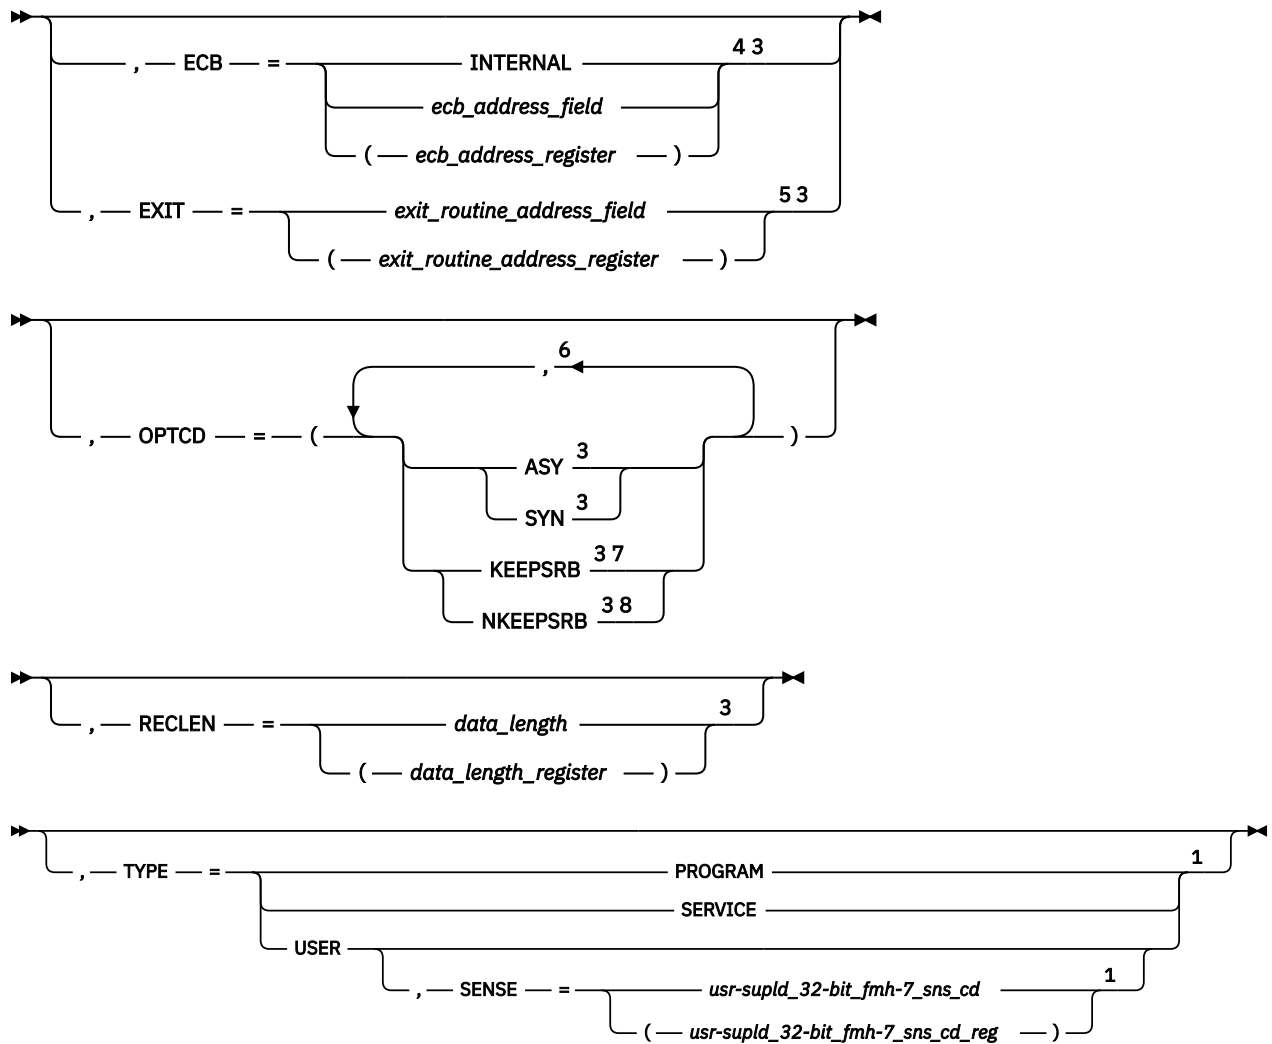 4 3
, ECB = INTERNAL
ecb_address_field
( ecb_address_register )
5 3
, EXIT = exit_routine_address_field
( exit_routine_address_register )
6
,
, OPTCD = ( )
3
ASY
3
SYN
3 7
KEEPSRB
3 8
NKEEPSRB
3
, RECLEN = data_length
( data_length_register )
1
, TYPE = PROGRAM
SERVICE
USER
1
, SENSE = usr-supld_32-bit_fmh-7_sns_cd
( usr-supld_32-bit_fmh-7_sns_cd_reg )